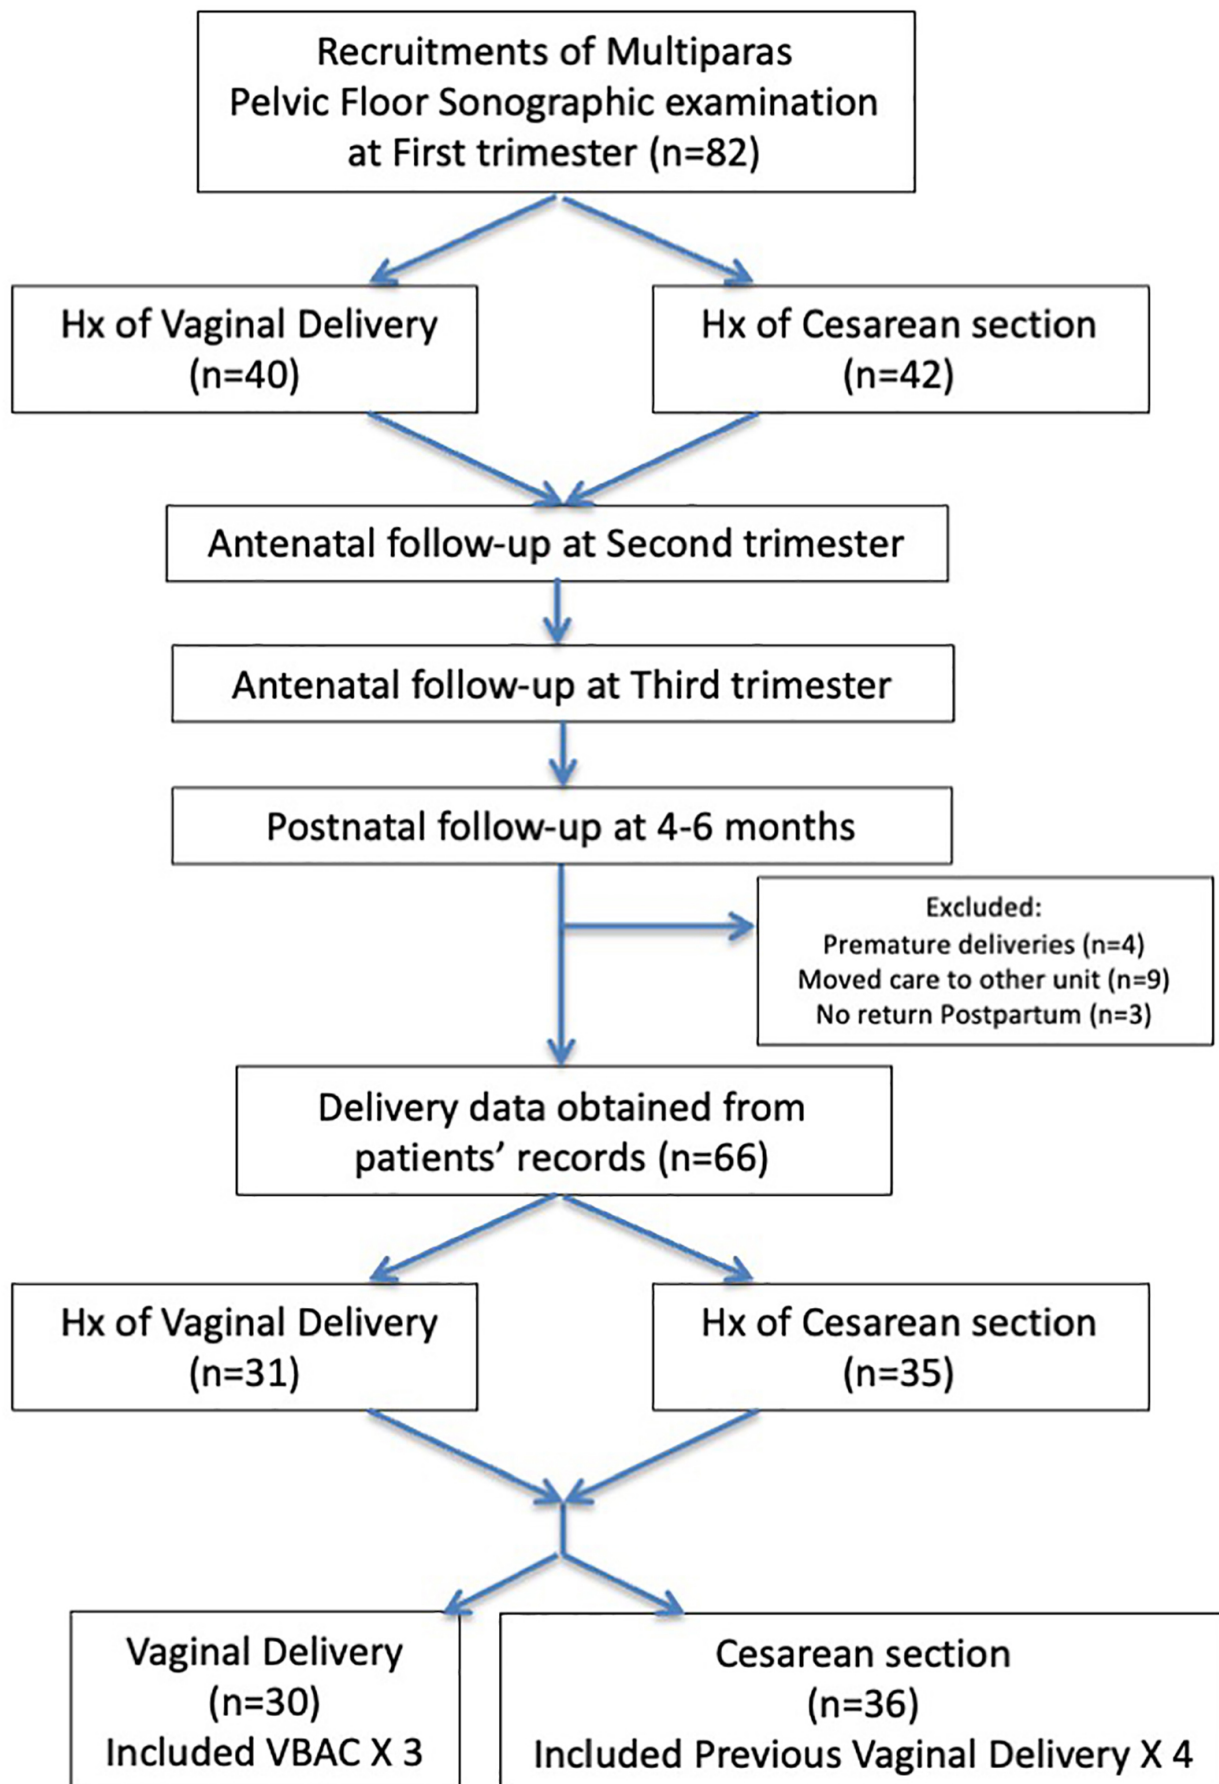 Recruitments of Multiparas
Pelvic Floor Sonographic examination
at First trimester (n=82)
Hx of Vaginal Delivery
(n=40)
Hx of Cesarean section
(n=42)
Antenatal follow-up at Second trimester
Antenatal follow-up at Third trimester
Postnatal follow-up at 4-6 months
Excluded:
Premature deliveries (n=4)
Moved care to other unit (n=9)
No return Postpartum (n=3)
Delivery data obtained from
patients’ records (n=66)
Hx of Vaginal Delivery
(n=31)
Hx of Cesarean section
(n=35)
Vaginal Delivery
(n=30)
Included VBAC X 3
Cesarean section
(n=36)
Included Previous Vaginal Delivery X 4